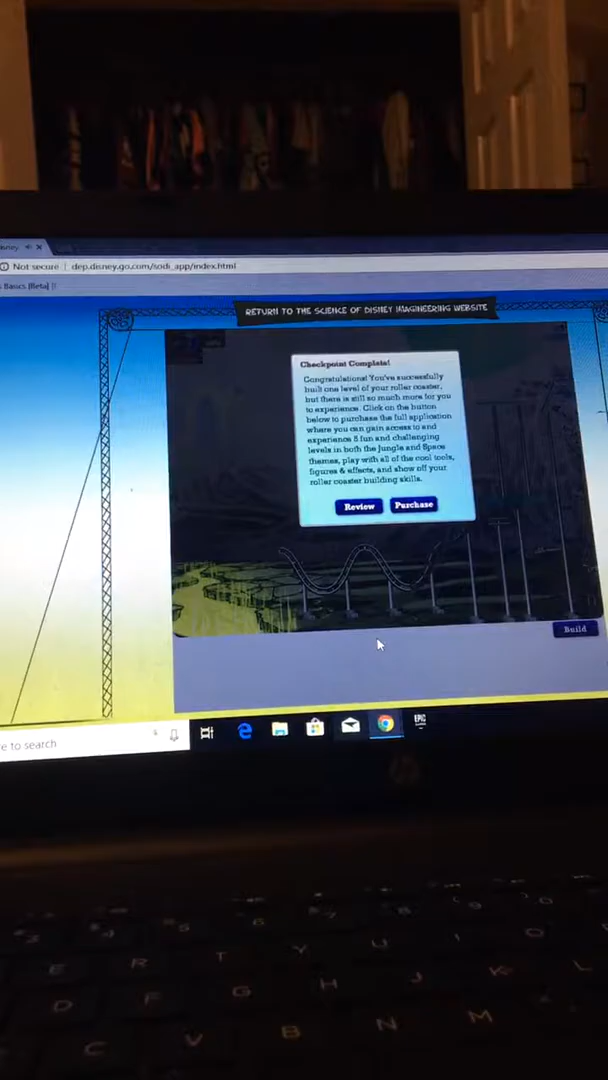 Not secure | dep.disney.go.com/sodi_app/index.html
Basics [Beta] |:
RETURN TO THE SCIENCE OF DISNEY IMAGINEERING WEBSITE
Checkpoint Complete!
Congratulations! You've successfully
built one level of your roller coaster,
but there is still so much more for you
to experience. Click on the button
below to purchase the full application
where you can gain access to and
experience 5 fun and challenging
levels in both the Jungle and Space
themes, play with all of the cool tools,
figures & effects, and show off your
roller coaster building skills.
Review Purchase
Build
e to search
EPIC
E R T Y U I O
D F G H J K L
C V B N M